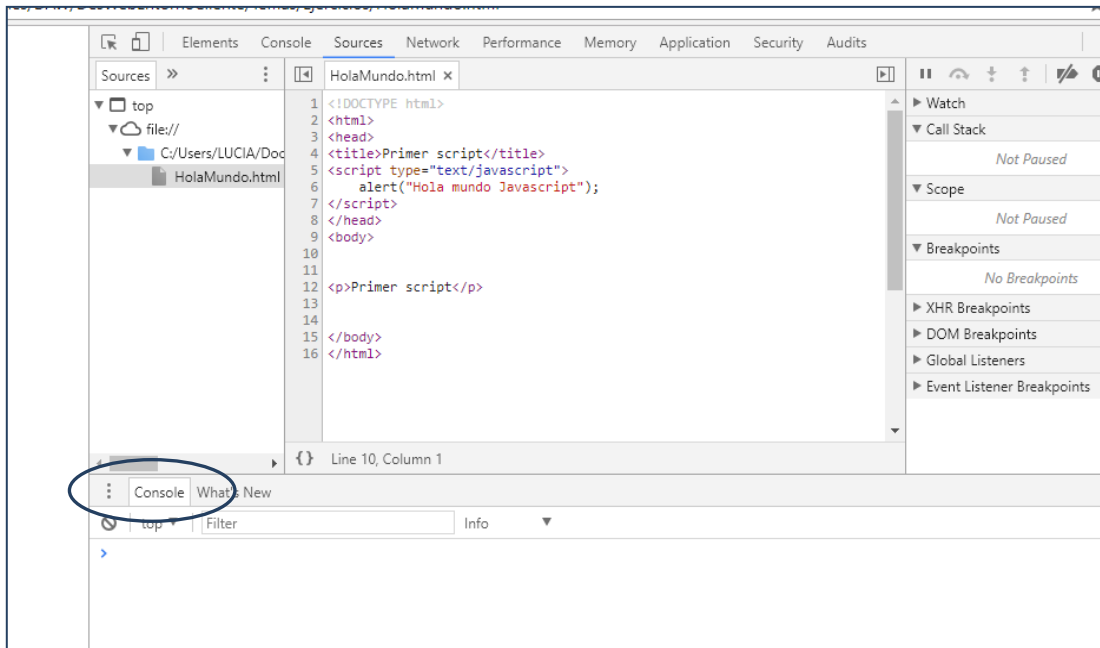 Elements Console Sources Network Performance Memory Application Security Audits
Sources » HolaMundo.html ×
top
file://
C:/Users/LUCIA/Doc
HolaMundo.html
1 <!DOCTYPE html>
2 <html>
3 <head>
4 <title>Primer script</title>
5 <script type="text/javascript">
6 alert("Hola mundo Javascript");
7 </script>
8 </head>
9 <body>
10
11
12 <p>Primer script</p>
13
14
15 </body>
16 </html>
{} Line 10, Column 1
Watch
Call Stack
Not Paused
Scope
Not Paused
Breakpoints
No Breakpoints
XHR Breakpoints
DOM Breakpoints
Global Listeners
Event Listener Breakpoints
Console What's New
top Filter Info
>